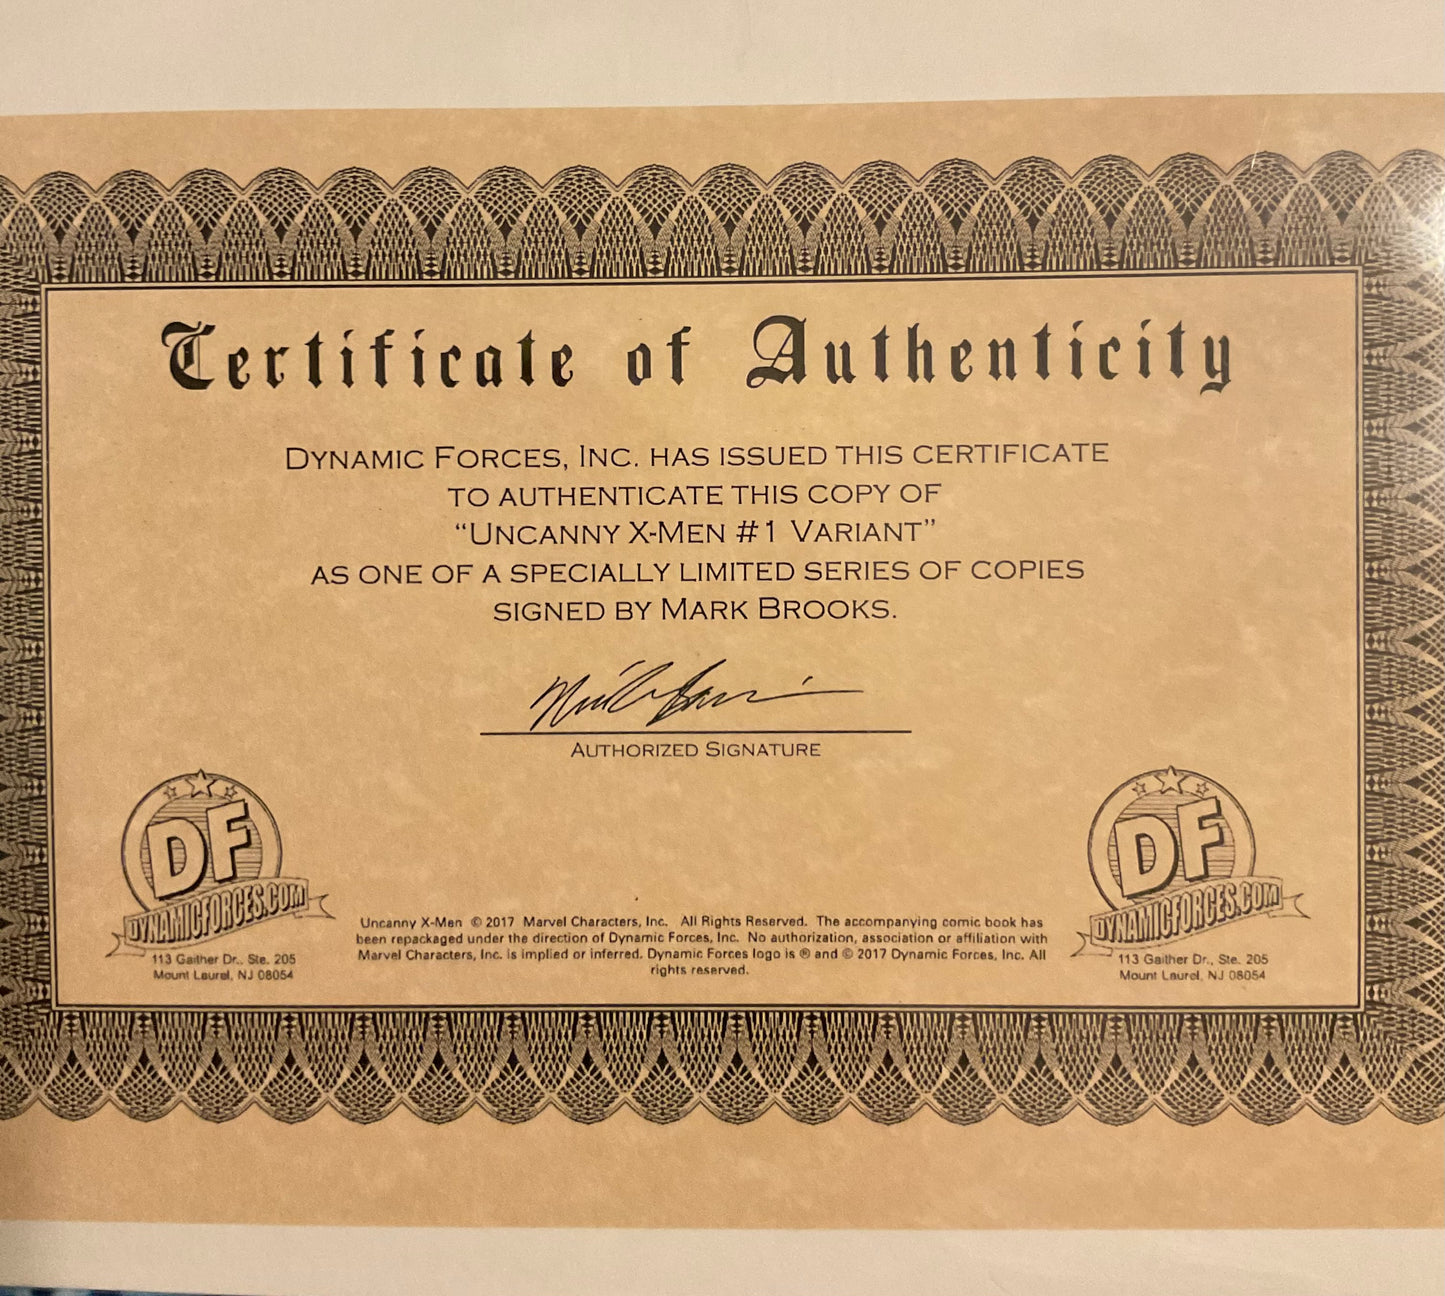 Certificate of Authenticity
DYNAMIC FORCES, INC. HAS ISSUED THIS CERTIFICATE
TO AUTHENTICATE THIS COPY OF
“UNCANNY X-MEN #1 VARIANT”
AS ONE OF A SPECIALLY LIMITED SERIES OF COPIES
SIGNED BY MARK BROOKS.
AUTHORIZED SIGNATURE
DF
DYNAMICFORCES.COM
113 Gaither Dr., Ste. 205
Mount Laurel, NJ 08054
Uncanny X-Men © 2017 Marvel Characters, Inc. All Rights Reserved. The accompanying comic book has
been repackaged under the direction of Dynamic Forces, Inc. No authorization, association or affiliation with
Marvel Characters, Inc. is implied or inferred. Dynamic Forces logo is ® and © 2017 Dynamic Forces, Inc. All
rights reserved.
DF
DYNAMICFORCES.COM
113 Gaither Dr., Ste. 205
Mount Laurel, NJ 08054